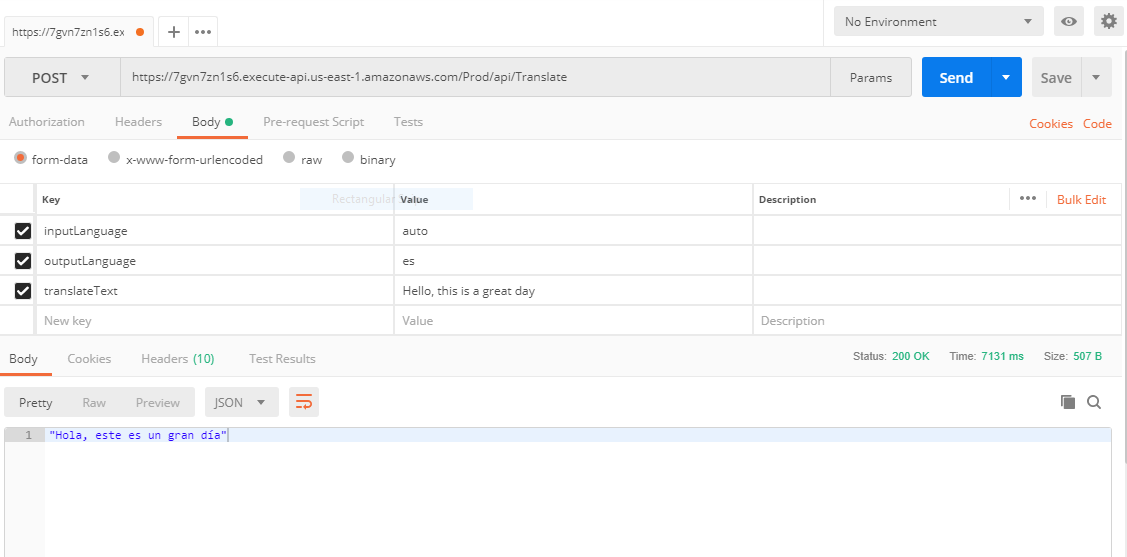 https://7gvn7zn1s6.ex
No Environment
POST https://7gvn7zn1s6.execute-api.us-east-1.amazonaws.com/Prod/api/Translate Params Send Save
Authorization Headers Body Pre-request Script Tests Cookies Code
form-data x-www-form-urlencoded raw binary
Key Rectangular Value Description Bulk Edit
inputLanguage auto
outputLanguage es
translateText Hello, this is a great day
New key Value Description
Body Cookies Headers (10) Test Results Status: 200 OK Time: 7131 ms Size: 507 B
Pretty Raw Preview JSON
1 "Hola, este es un gran día"